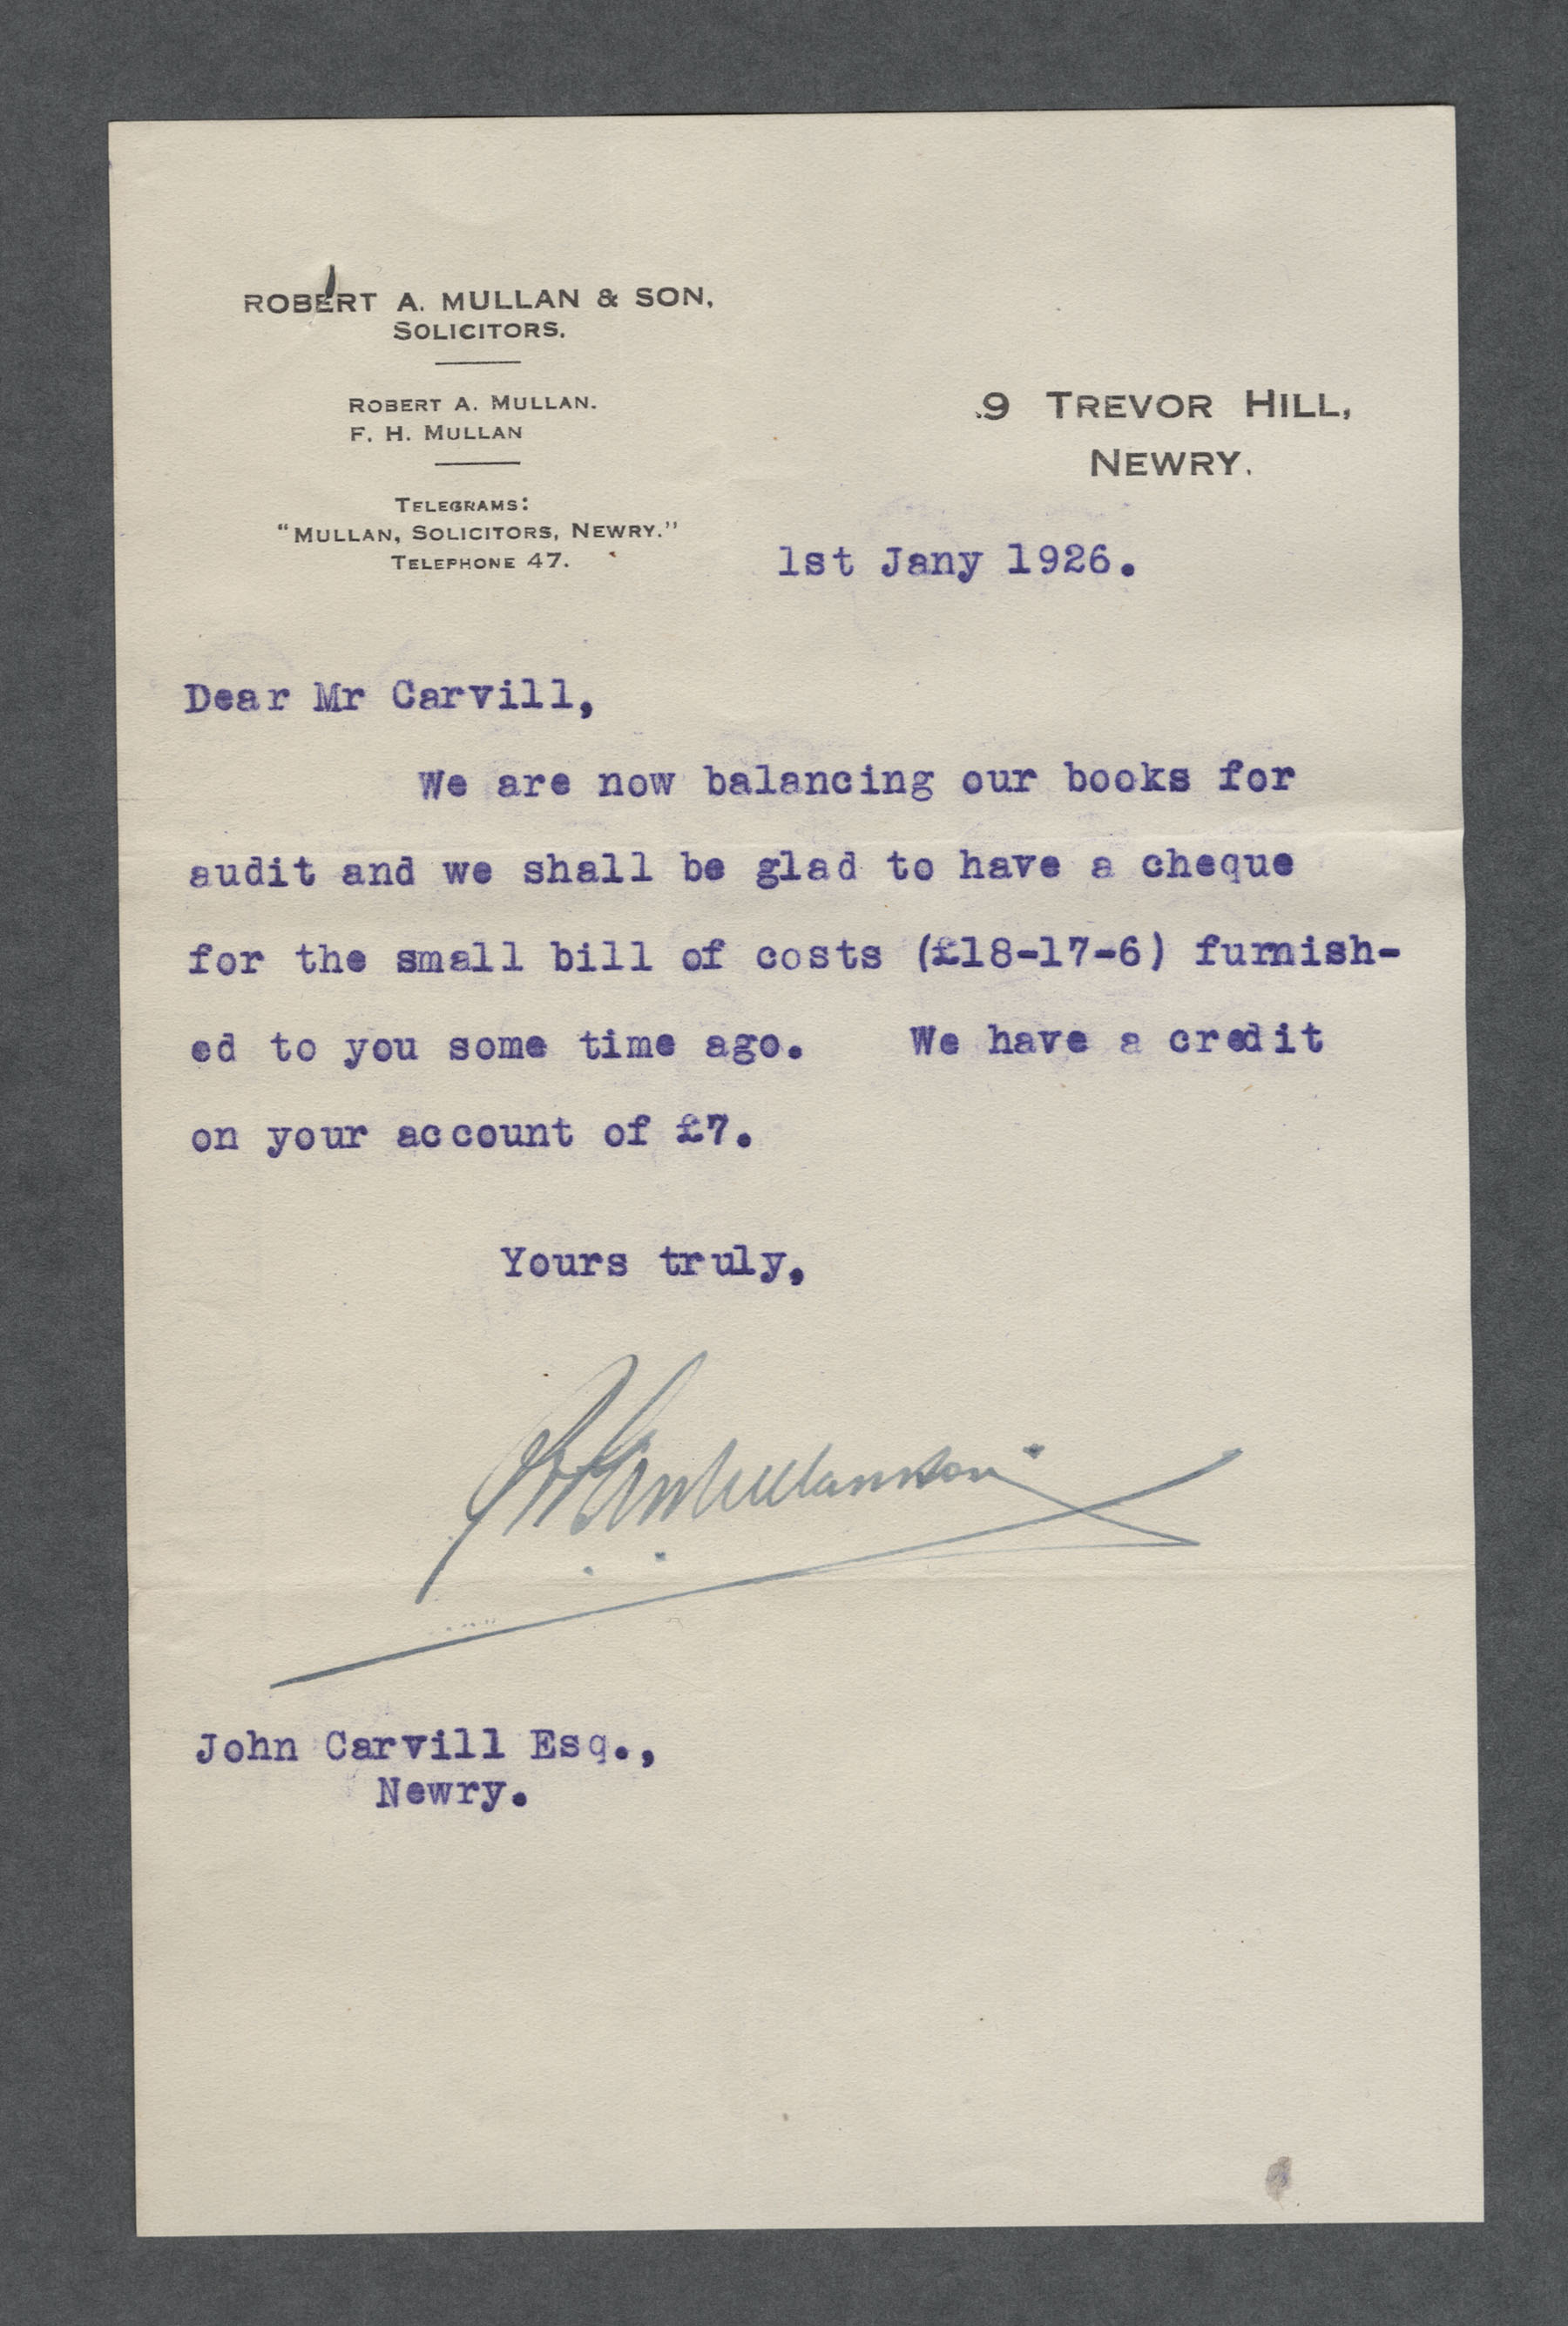 ROBERT A. MULLAN & SON,
SOLICITORS.
ROBERT A. MULLAN.
F. H. MULLAN
TELEGRAMS:
"MULLAN, SOLICITORS, NEWRY."
TELEPHONE 47.
9 TREVOR HILL,
NEWRY.
1st Jany 1926.
Dear Mr Carvill,
We are now balancing our books for
audit and we shall be glad to have a cheque
for the small bill of costs (£18-17-6) furnish-
ed to you some time ago. We have a credit
on your account of £7.
Yours truly,
John Carvill Esq.,
Newry.